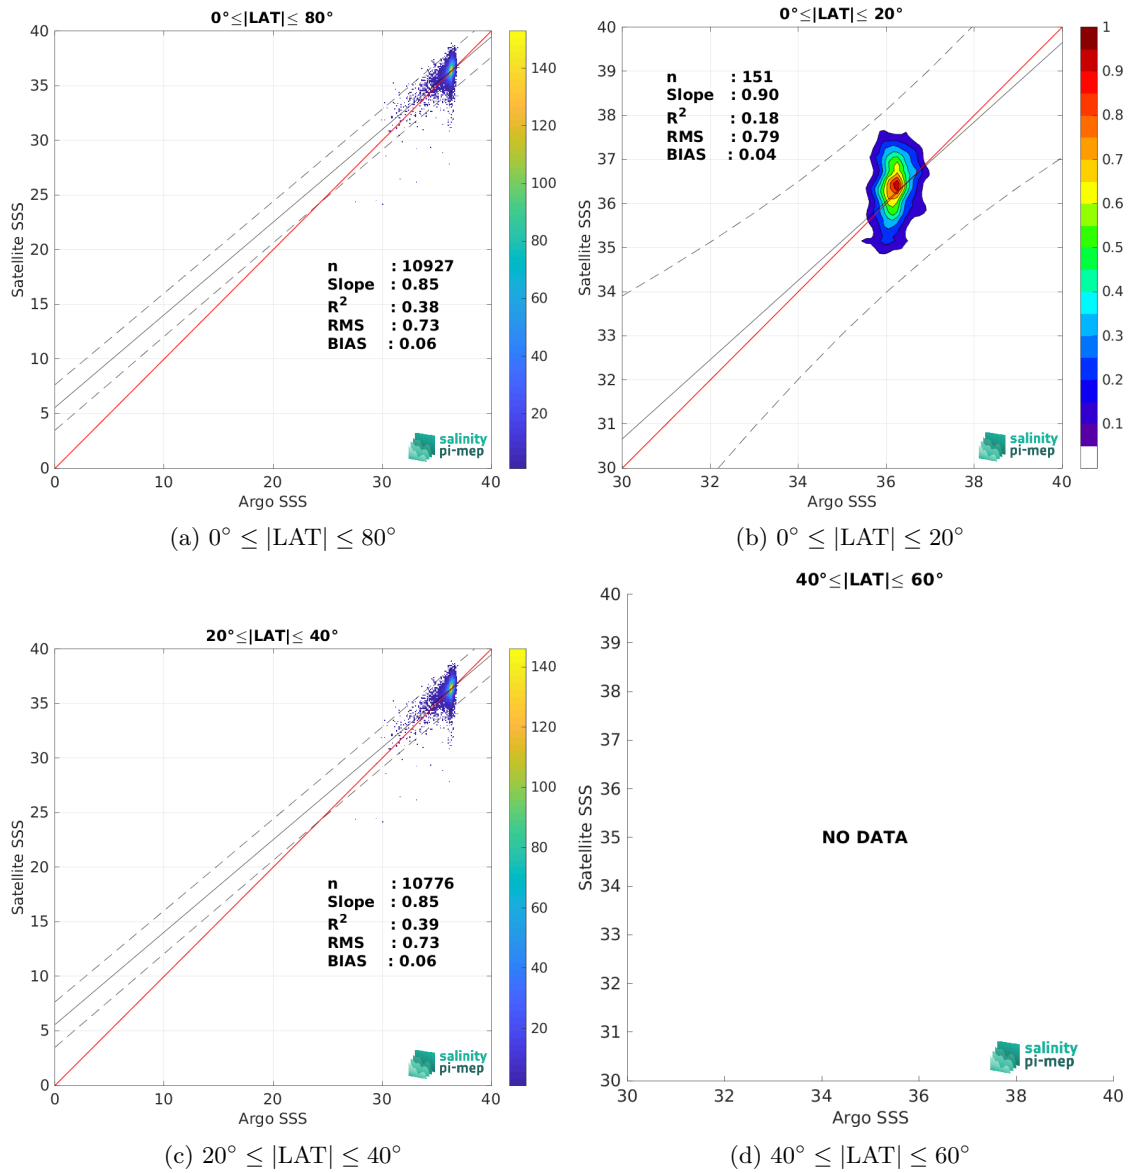 0°≤|LAT|≤ 80°
40
35
30
25
20
15
10
5
0
Satellite SSS
n : 10927
Slope : 0.85
R² : 0.38
RMS : 0.73
BIAS : 0.06
salinity
pi-mep
0 10 20 30 40
Argo SSS
140
120
100
80
60
40
20
(a) 0° ≤ |LAT| ≤ 80°
0°≤|LAT|≤ 20°
40
39
38
37
36
35
34
33
32
31
30
Satellite SSS
n : 151
Slope : 0.90
R² : 0.18
RMS : 0.79
BIAS : 0.04
salinity
pi-mep
30 32 34 36 38 40
Argo SSS
1
0.9
0.8
0.7
0.6
0.5
0.4
0.3
0.2
0.1
(b) 0° ≤ |LAT| ≤ 20°
20°≤|LAT|≤ 40°
40
35
30
25
20
15
10
5
0
Satellite SSS
n : 10776
Slope : 0.85
R² : 0.39
RMS : 0.73
BIAS : 0.06
salinity
pi-mep
0 10 20 30 40
Argo SSS
140
120
100
80
60
40
20
(c) 20° ≤ |LAT| ≤ 40°
40°≤|LAT|≤ 60°
40
39
38
37
36
35
34
33
32
31
30
Satellite SSS
NO DATA
salinity
pi-mep
30 32 34 36 38 40
Argo SSS
(d) 40° ≤ |LAT| ≤ 60°